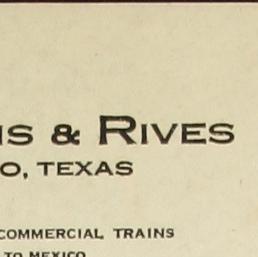 IS & RIVES
O, TEXAS
COMMERCIAL TRAINS
TO MEXICO